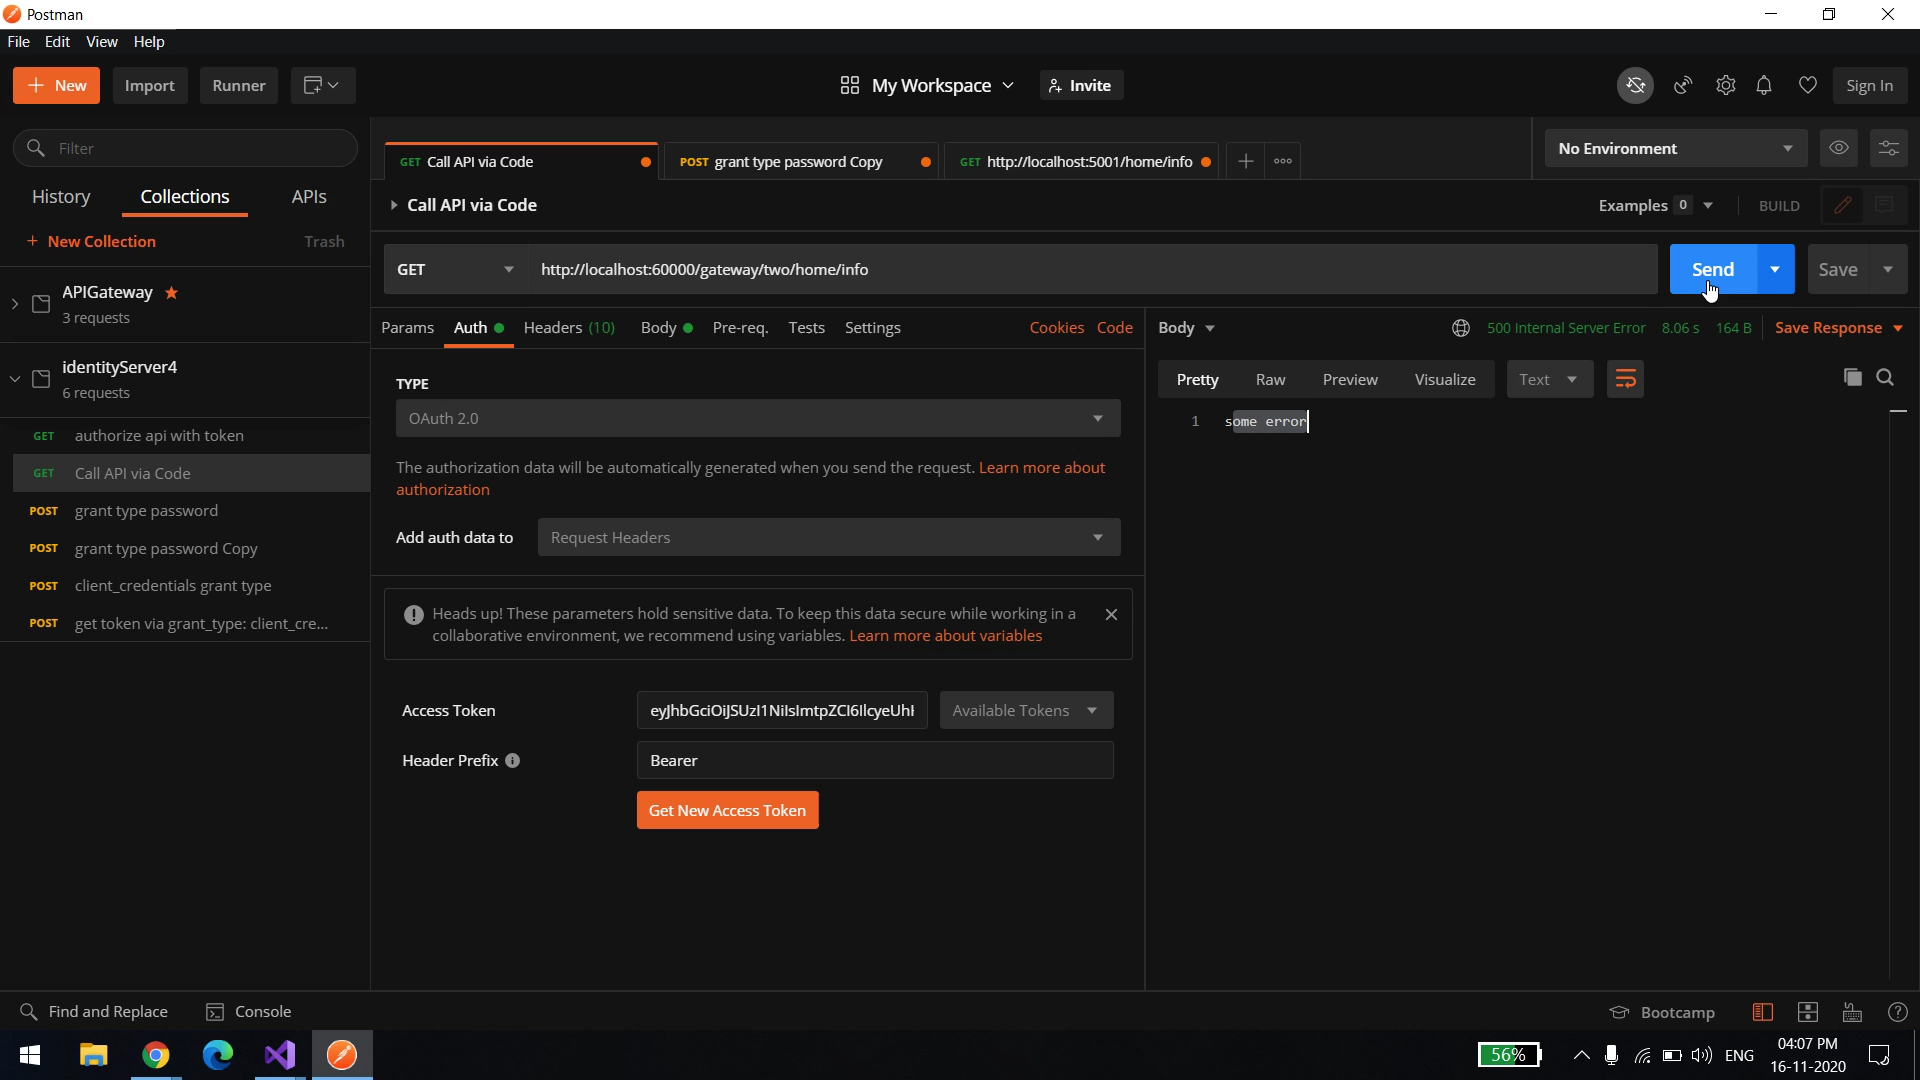 Postman
File Edit View Help
New Import Runner My Workspace Invite Sign In
Filter
GET Call API via Code POST grant type password Copy GET http://localhost:5001/home/info No Environment
History Collections APIs
Call API via Code Examples 0 BUILD
+ New Collection Trash
GET http://localhost:60000/gateway/two/home/info Send Save
APIGateway
3 requests
Params Auth Headers (10) Body Pre-req. Tests Settings Cookies Code
Body 500 Internal Server Error 8.06 s 164 B Save Response
identityServer4
6 requests
TYPE
Pretty Raw Preview Visualize Text
OAuth 2.0
1 some error
GET authorize api with token
GET Call API via Code
The authorization data will be automatically generated when you send the request. Learn more about
authorization
POST grant type password
Add auth data to Request Headers
POST grant type password Copy
POST client_credentials grant type
POST get token via grant_type: client_cre...
Heads up! These parameters hold sensitive data. To keep this data secure while working in a
collaborative environment, we recommend using variables. Learn more about variables
Access Token Available Tokens
Header Prefix Bearer
Get New Access Token
Find and Replace Console Bootcamp
56% ENG 04:07 PM
16-11-2020